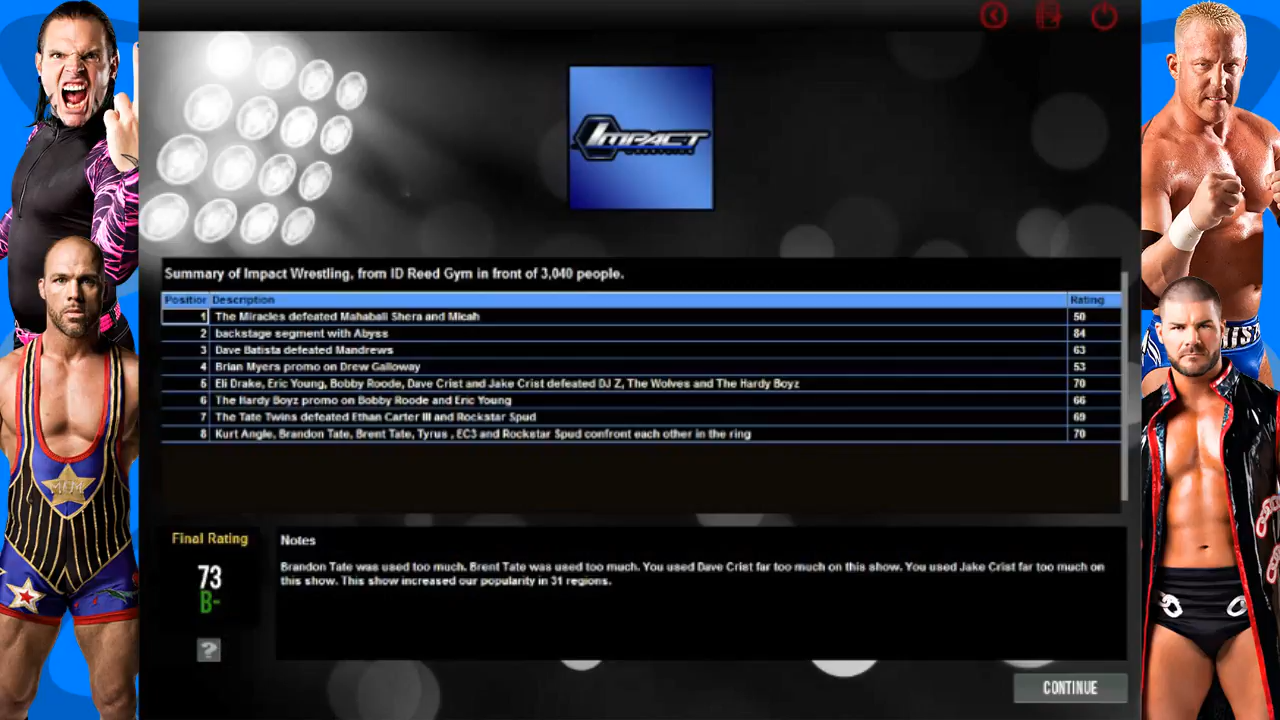 IMPACT
WRESTLING
Summary of Impact Wrestling, from ID Reed Gym in front of 3,040 people.
Position Description Rating
1 The Miracles defeated Mahabali Shera and Micah 50
2 backstage segment with Abyss 84
3 Dave Batista defeated Mandrews 63
4 Brian Myers promo on Drew Galloway 53
5 Eli Drake, Eric Young, Bobby Roode, Dave Crist and Jake Crist defeated DJ Z, The Wolves and The Hardy Boyz 70
6 The Hardy Boyz promo on Bobby Roode and Eric Young 66
7 The Tate Twins defeated Ethan Carter III and Rockstar Spud 69
8 Kurt Angle, Brandon Tate, Brent Tate, Tyrus , EC3 and Rockstar Spud confront each other in the ring 70
Final Rating
73
B-
?
Notes
Brandon Tate was used too much. Brent Tate was used too much. You used Dave Crist far too much on this show. You used Jake Crist far too much on
this show. This show increased our popularity in 31 regions.
CONTINUE